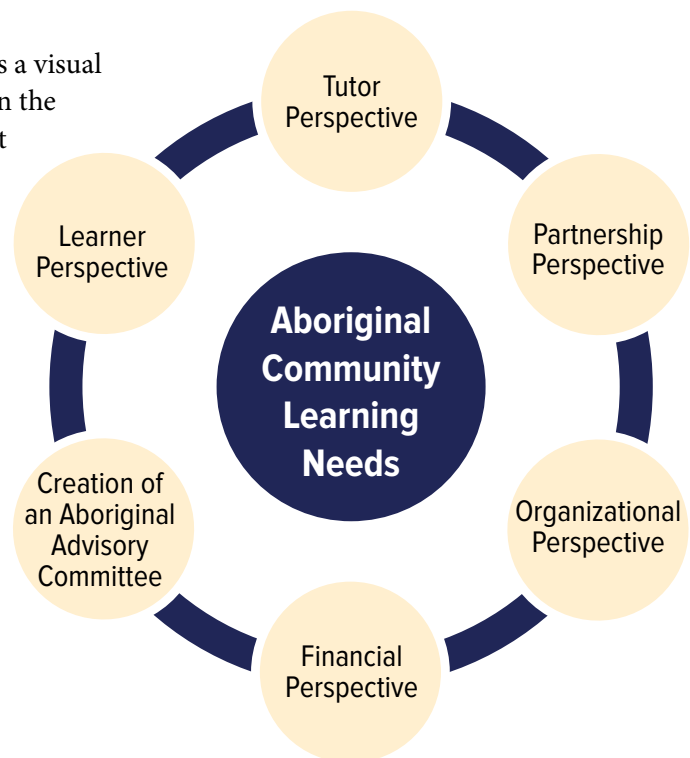 s a visual
n the
t
Tutor
Perspective
Partnership
Perspective
Organizational
Perspective
Financial
Perspective
Creation of
an Aboriginal
Advisory
Committee
Learner
Perspective
Aboriginal
Community
Learning
Needs